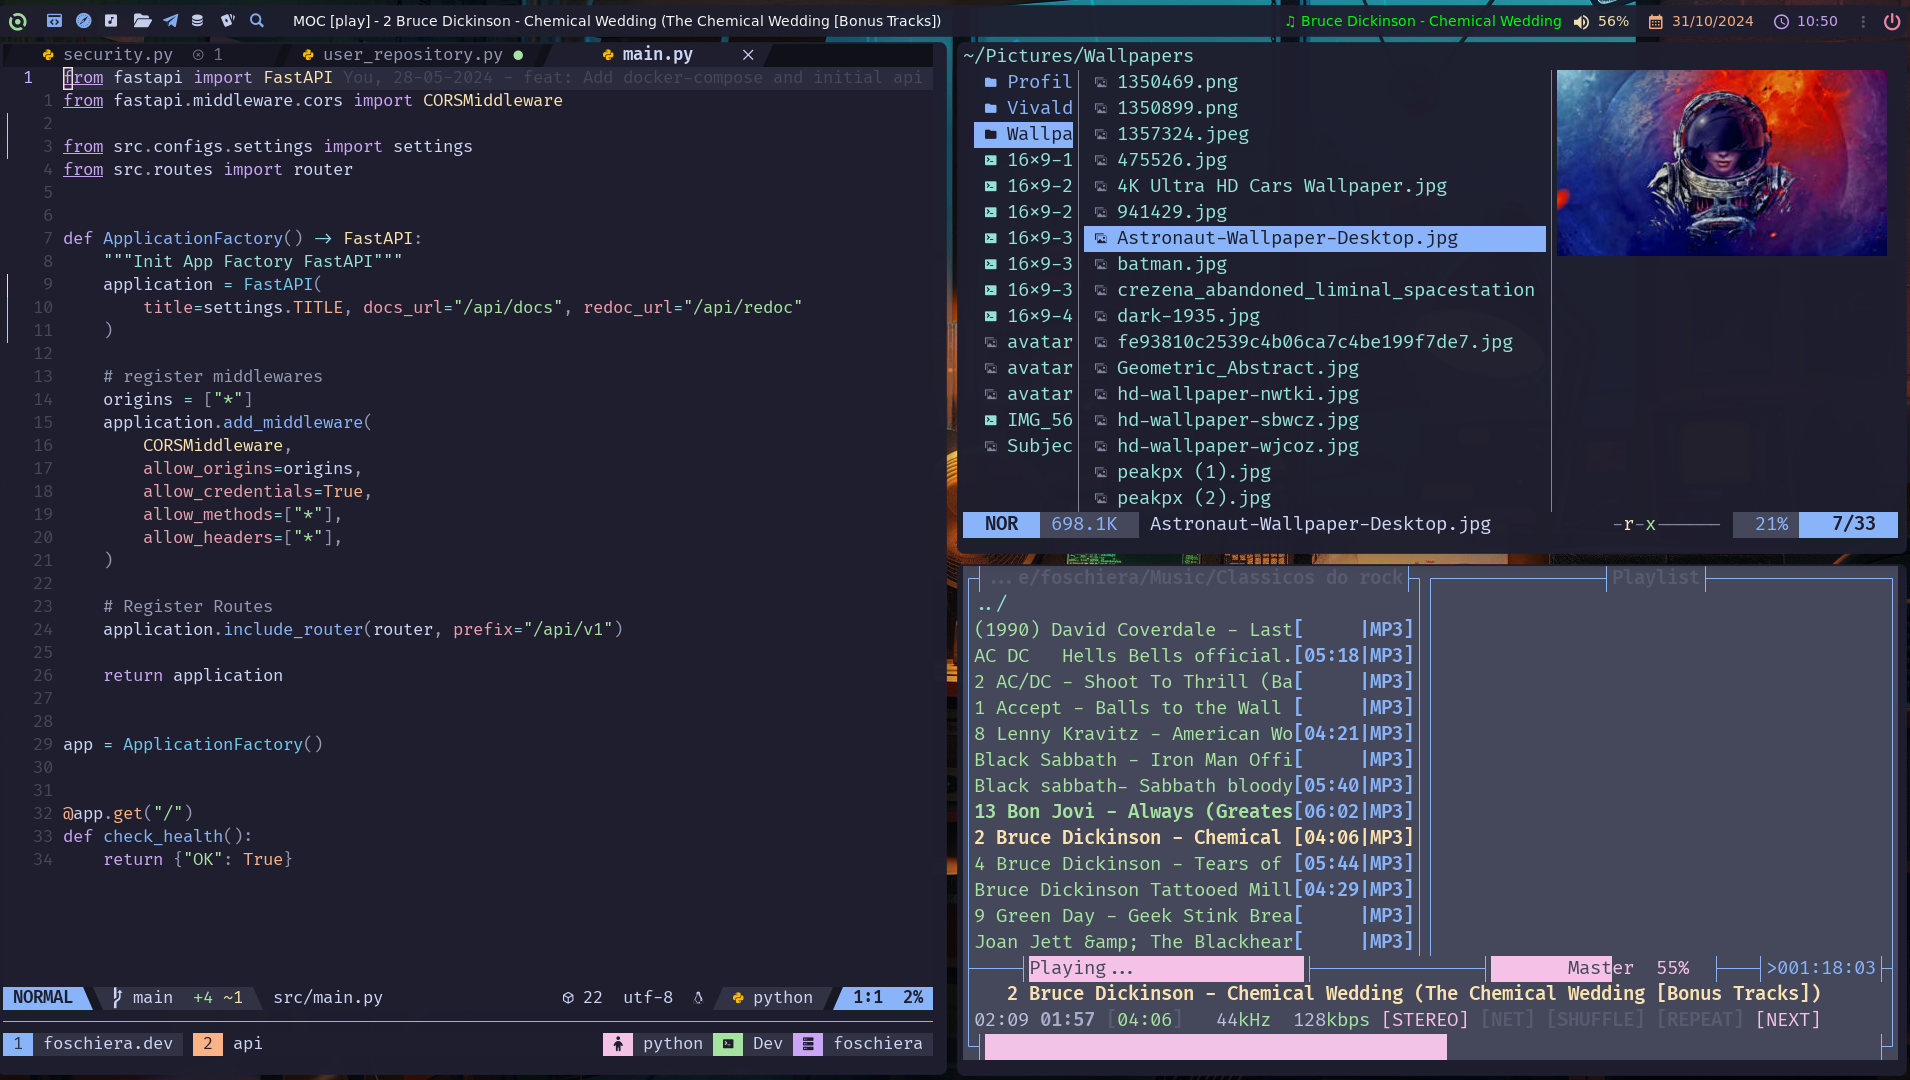 MOC [play] - 2 Bruce Dickinson - Chemical Wedding (The Chemical Wedding [Bonus Tracks])
♫ Bruce Dickinson - Chemical Wedding 56% 31/10/2024 10:50
security.py 1 user_repository.py ● main.py ×
1 from fastapi import FastAPI You, 28-05-2024 - feat: Add docker-compose and initial api
1 from fastapi.middleware.cors import CORSMiddleware
2
3 from src.configs.settings import settings
4 from src.routes import router
5
6
7 def ApplicationFactory() -> FastAPI:
8 """Init App Factory FastAPI"""
9 application = FastAPI(
10 title=settings.TITLE, docs_url="/api/docs", redoc_url="/api/redoc"
11 )
12
13 # register middlewares
14 origins = ["*"]
15 application.add_middleware(
16 CORSMiddleware,
17 allow_origins=origins,
18 allow_credentials=True,
19 allow_methods=["*"],
20 allow_headers=["*"],
21 )
22
23 # Register Routes
24 application.include_router(router, prefix="/api/v1")
25
26 return application
27
28
29 app = ApplicationFactory()
30
31
32 @app.get("/")
33 def check_health():
34 return {"OK": True}
NORMAL main +4 ~1 src/main.py 22 utf-8 python 1:1 2%
1 foschiera.dev 2 api python Dev foschiera
~/Pictures/Wallpapers
Profil 1350469.png
Vivald 1350899.png
Wallpa 1357324.jpeg
16×9-1 475526.jpg
16×9-2 4K Ultra HD Cars Wallpaper.jpg
16×9-2 941429.jpg
16×9-3 Astronaut-Wallpaper-Desktop.jpg
16×9-3 batman.jpg
16×9-3 crezena_abandoned_liminal_spacestation
16×9-4 dark-1935.jpg
avatar fe93810c2539c4b06ca7c4be199f7de7.jpg
avatar Geometric_Abstract.jpg
avatar hd-wallpaper-nwtki.jpg
IMG_56 hd-wallpaper-sbwcz.jpg
Subjec hd-wallpaper-wjcoz.jpg
peakpx (1).jpg
peakpx (2).jpg
NOR 698.1K Astronaut-Wallpaper-Desktop.jpg -r-x------ 21% 7/33
...e/foschiera/Music/Classicos do rock Playlist
../
(1990) David Coverdale - Last[ |MP3]
AC DC Hells Bells official.[05:18|MP3]
2 AC/DC - Shoot To Thrill (Ba[ |MP3]
1 Accept - Balls to the Wall [ |MP3]
8 Lenny Kravitz - American Wo[04:21|MP3]
Black Sabbath - Iron Man Offi[ |MP3]
Black sabbath- Sabbath bloody[05:40|MP3]
13 Bon Jovi - Always (Greates[06:02|MP3]
2 Bruce Dickinson - Chemical [04:06|MP3]
4 Bruce Dickinson - Tears of [05:44|MP3]
Bruce Dickinson Tattooed Mill[04:29|MP3]
9 Green Day - Geek Stink Brea[ |MP3]
Joan Jett &amp; The Blackhear[ |MP3]
Playing... Master 55% >001:18:03
2 Bruce Dickinson - Chemical Wedding (The Chemical Wedding [Bonus Tracks])
02:09 01:57 [04:06] 44kHz 128kbps [STEREO] [NET] [SHUFFLE] [REPEAT] [NEXT]